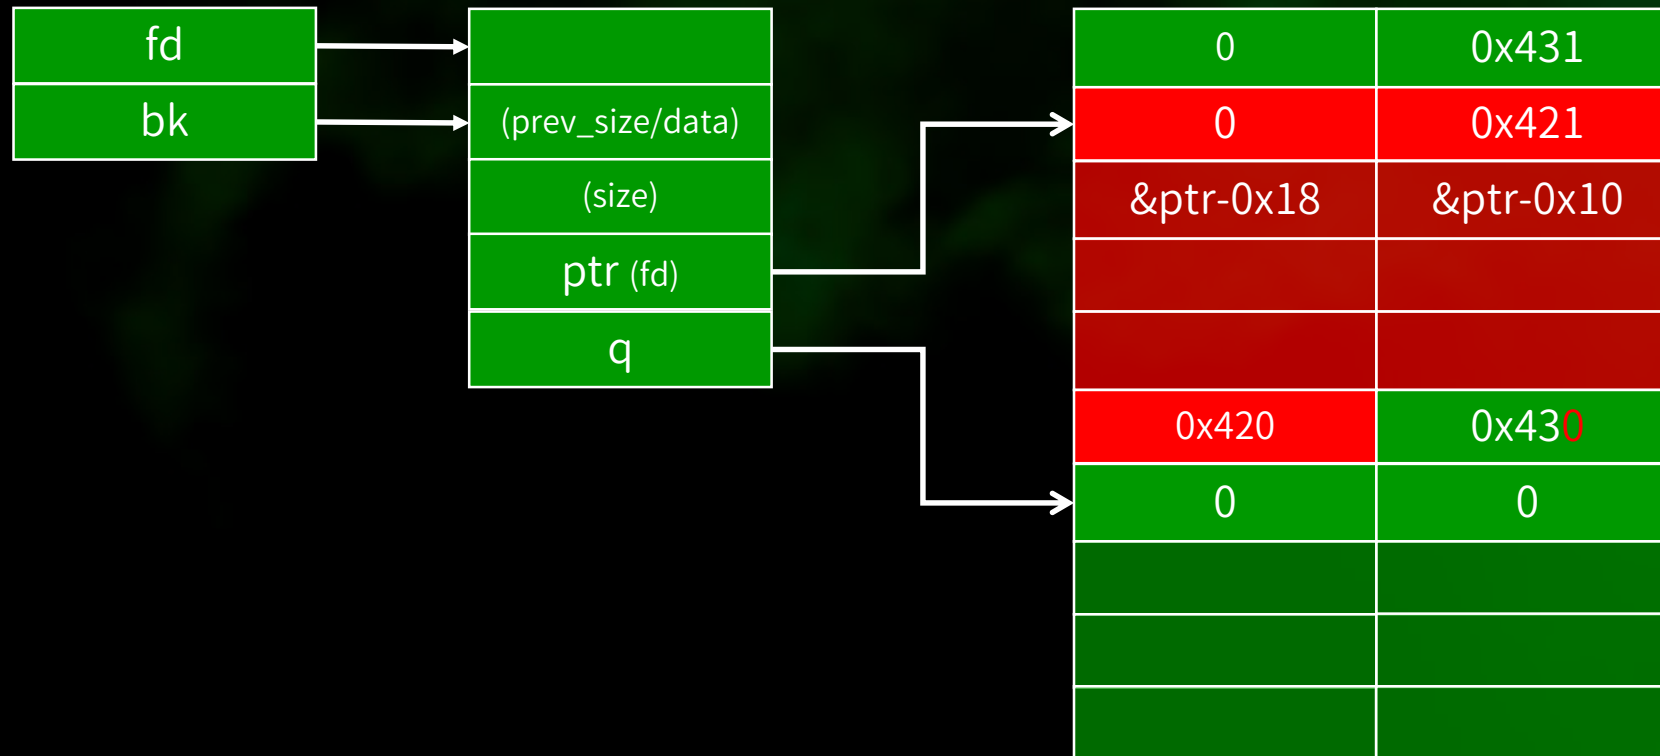 fd
bk
(prev_size/data)
(size)
ptr (fd)
q
0 0x431
0 0x421
&ptr-0x18 &ptr-0x10
0x420 0x430
0 0